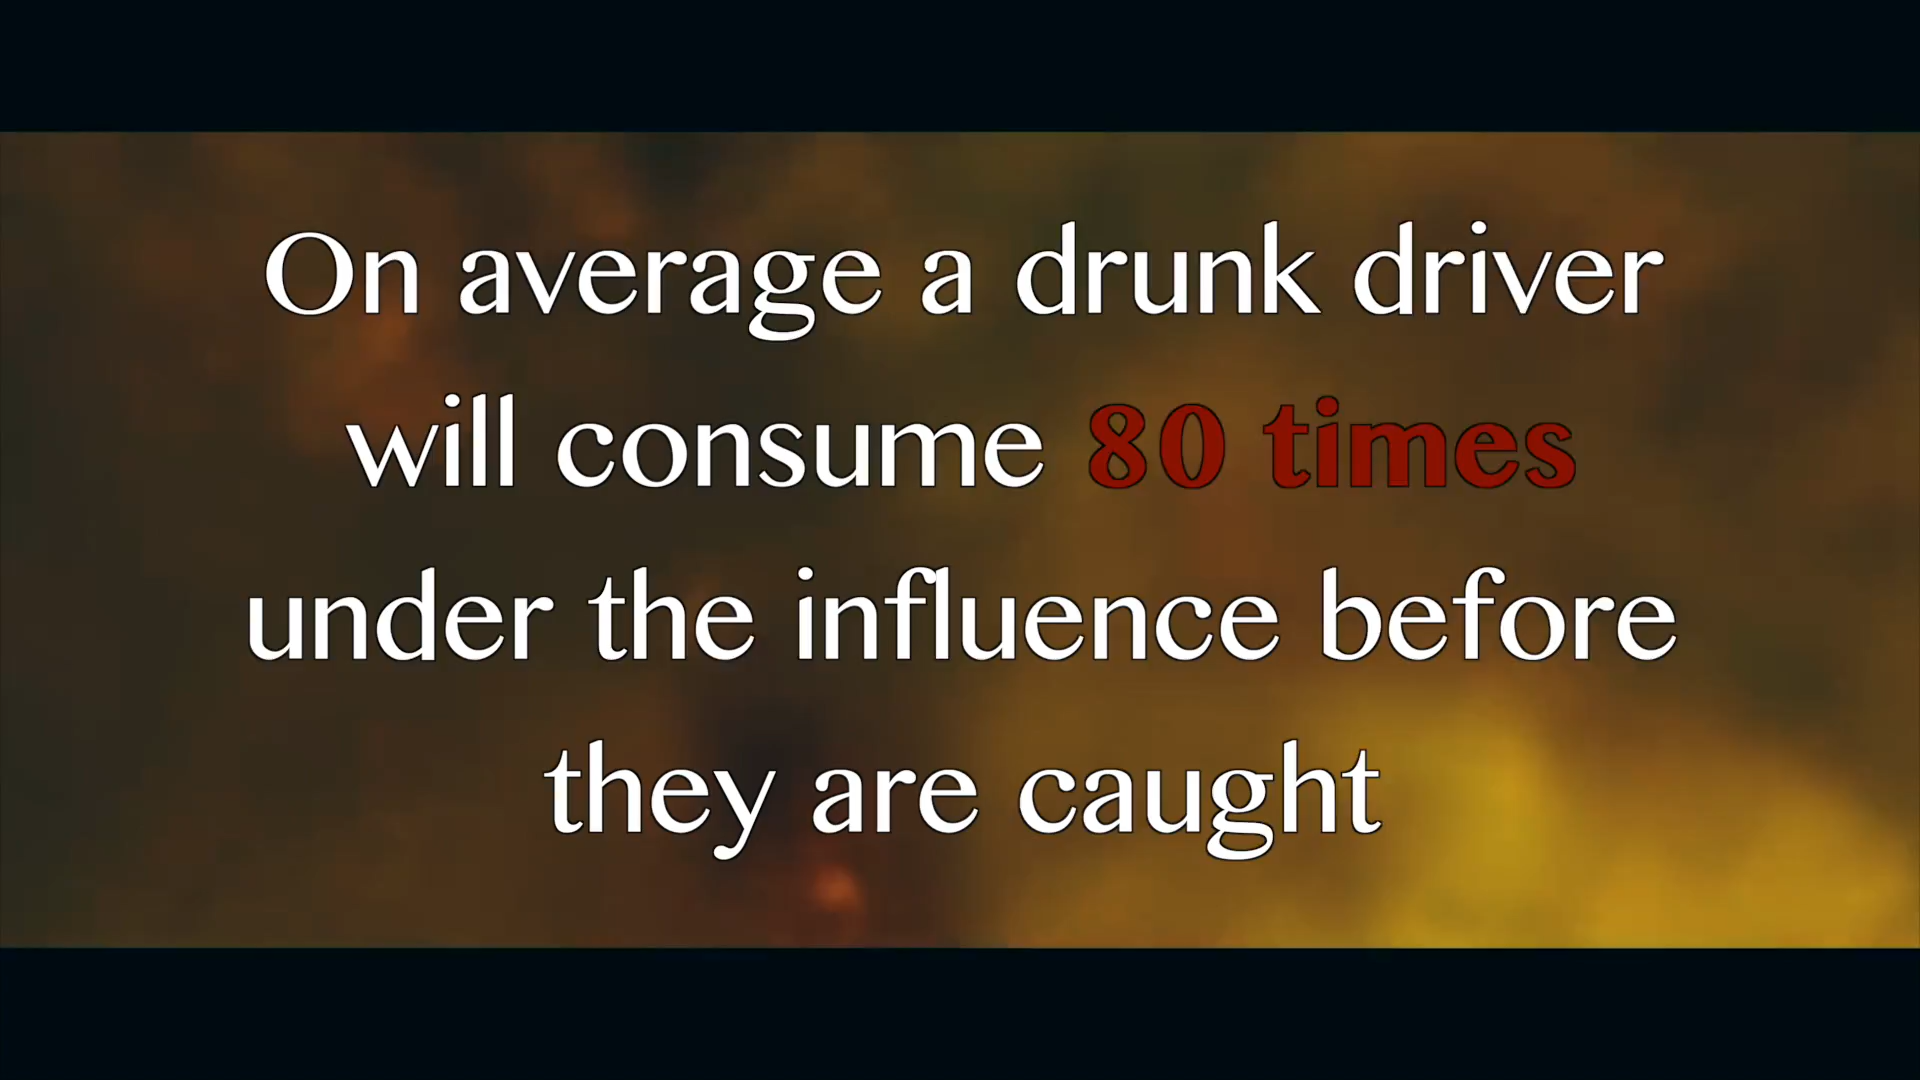 On average a drunk driver
will consume 80 times
under the influence before
they are caught